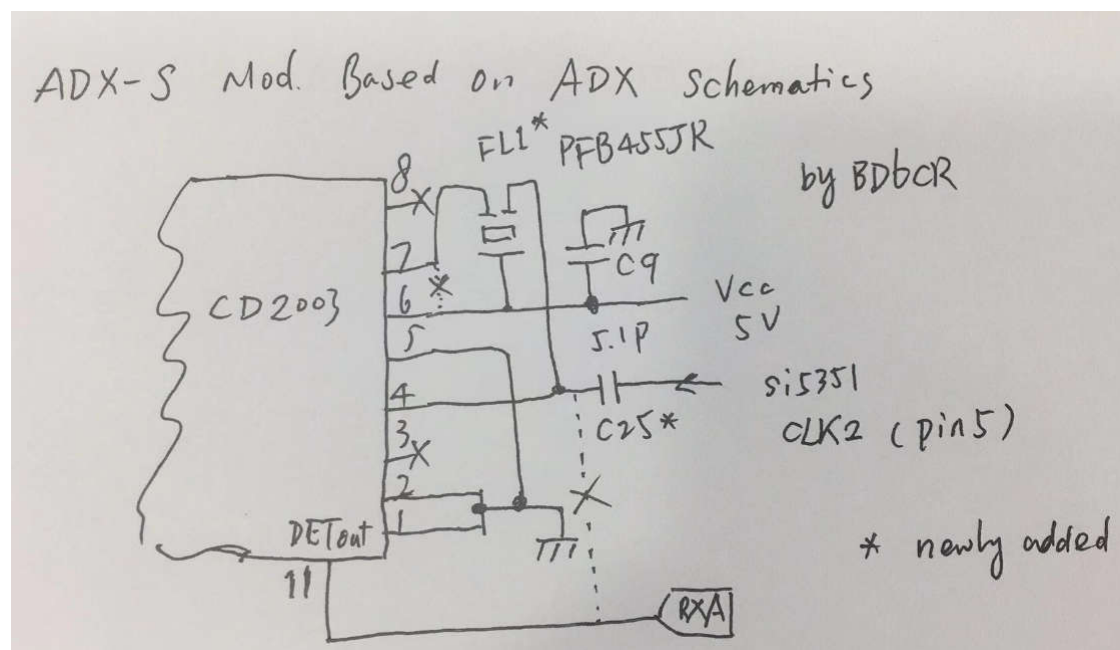 ADX-S Mod. Based on ADX Schematics
FL1* PFB455JR
by BD6CR
8
7
C9
6
Vcc
5V
CD2003
5
5.1P
4
si5351
C25*
CLK2 (pin5)
3
2
1
DETout
* newly added
11
RXA